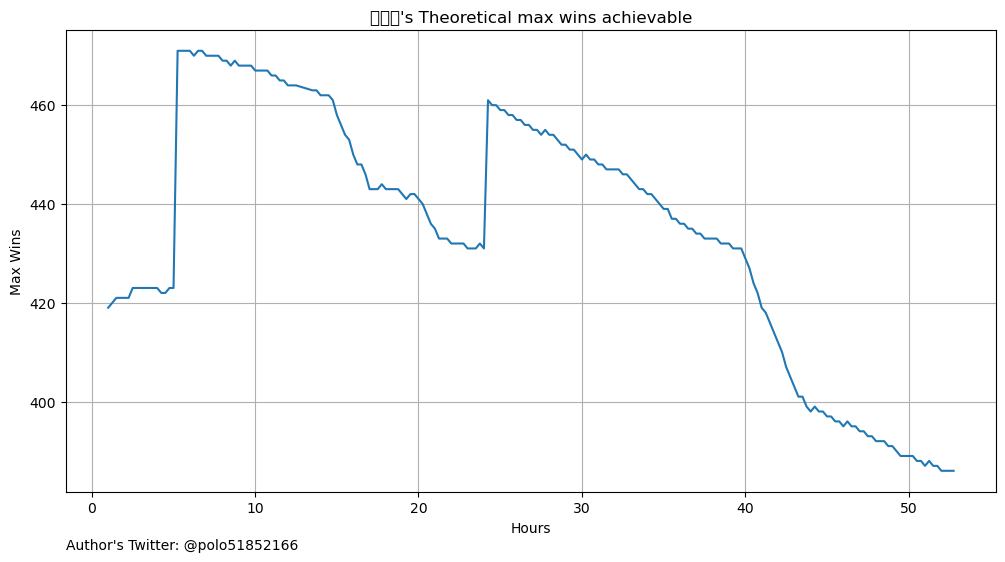 's Theoretical max wins achievable
Max Wins
460
440
420
400
0 10 20 30 40 50
Hours
Author's Twitter: @polo51852166